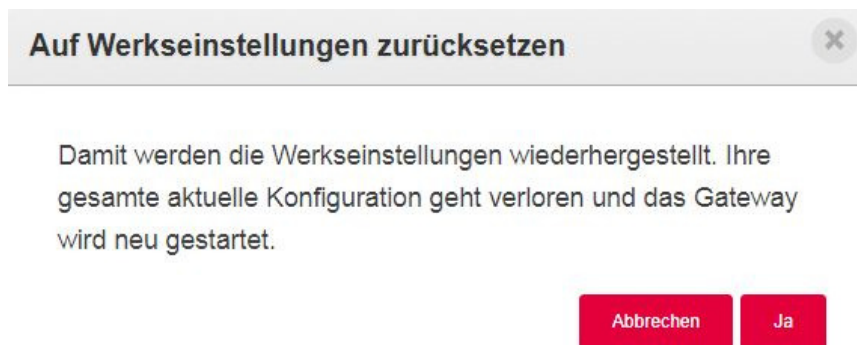 Auf Werkseinstellungen zurücksetzen
Damit werden die Werkseinstellungen wiederhergestellt. Ihre
gesamte aktuelle Konfiguration geht verloren und das Gateway
wird neu gestartet.
Abbrechen Ja